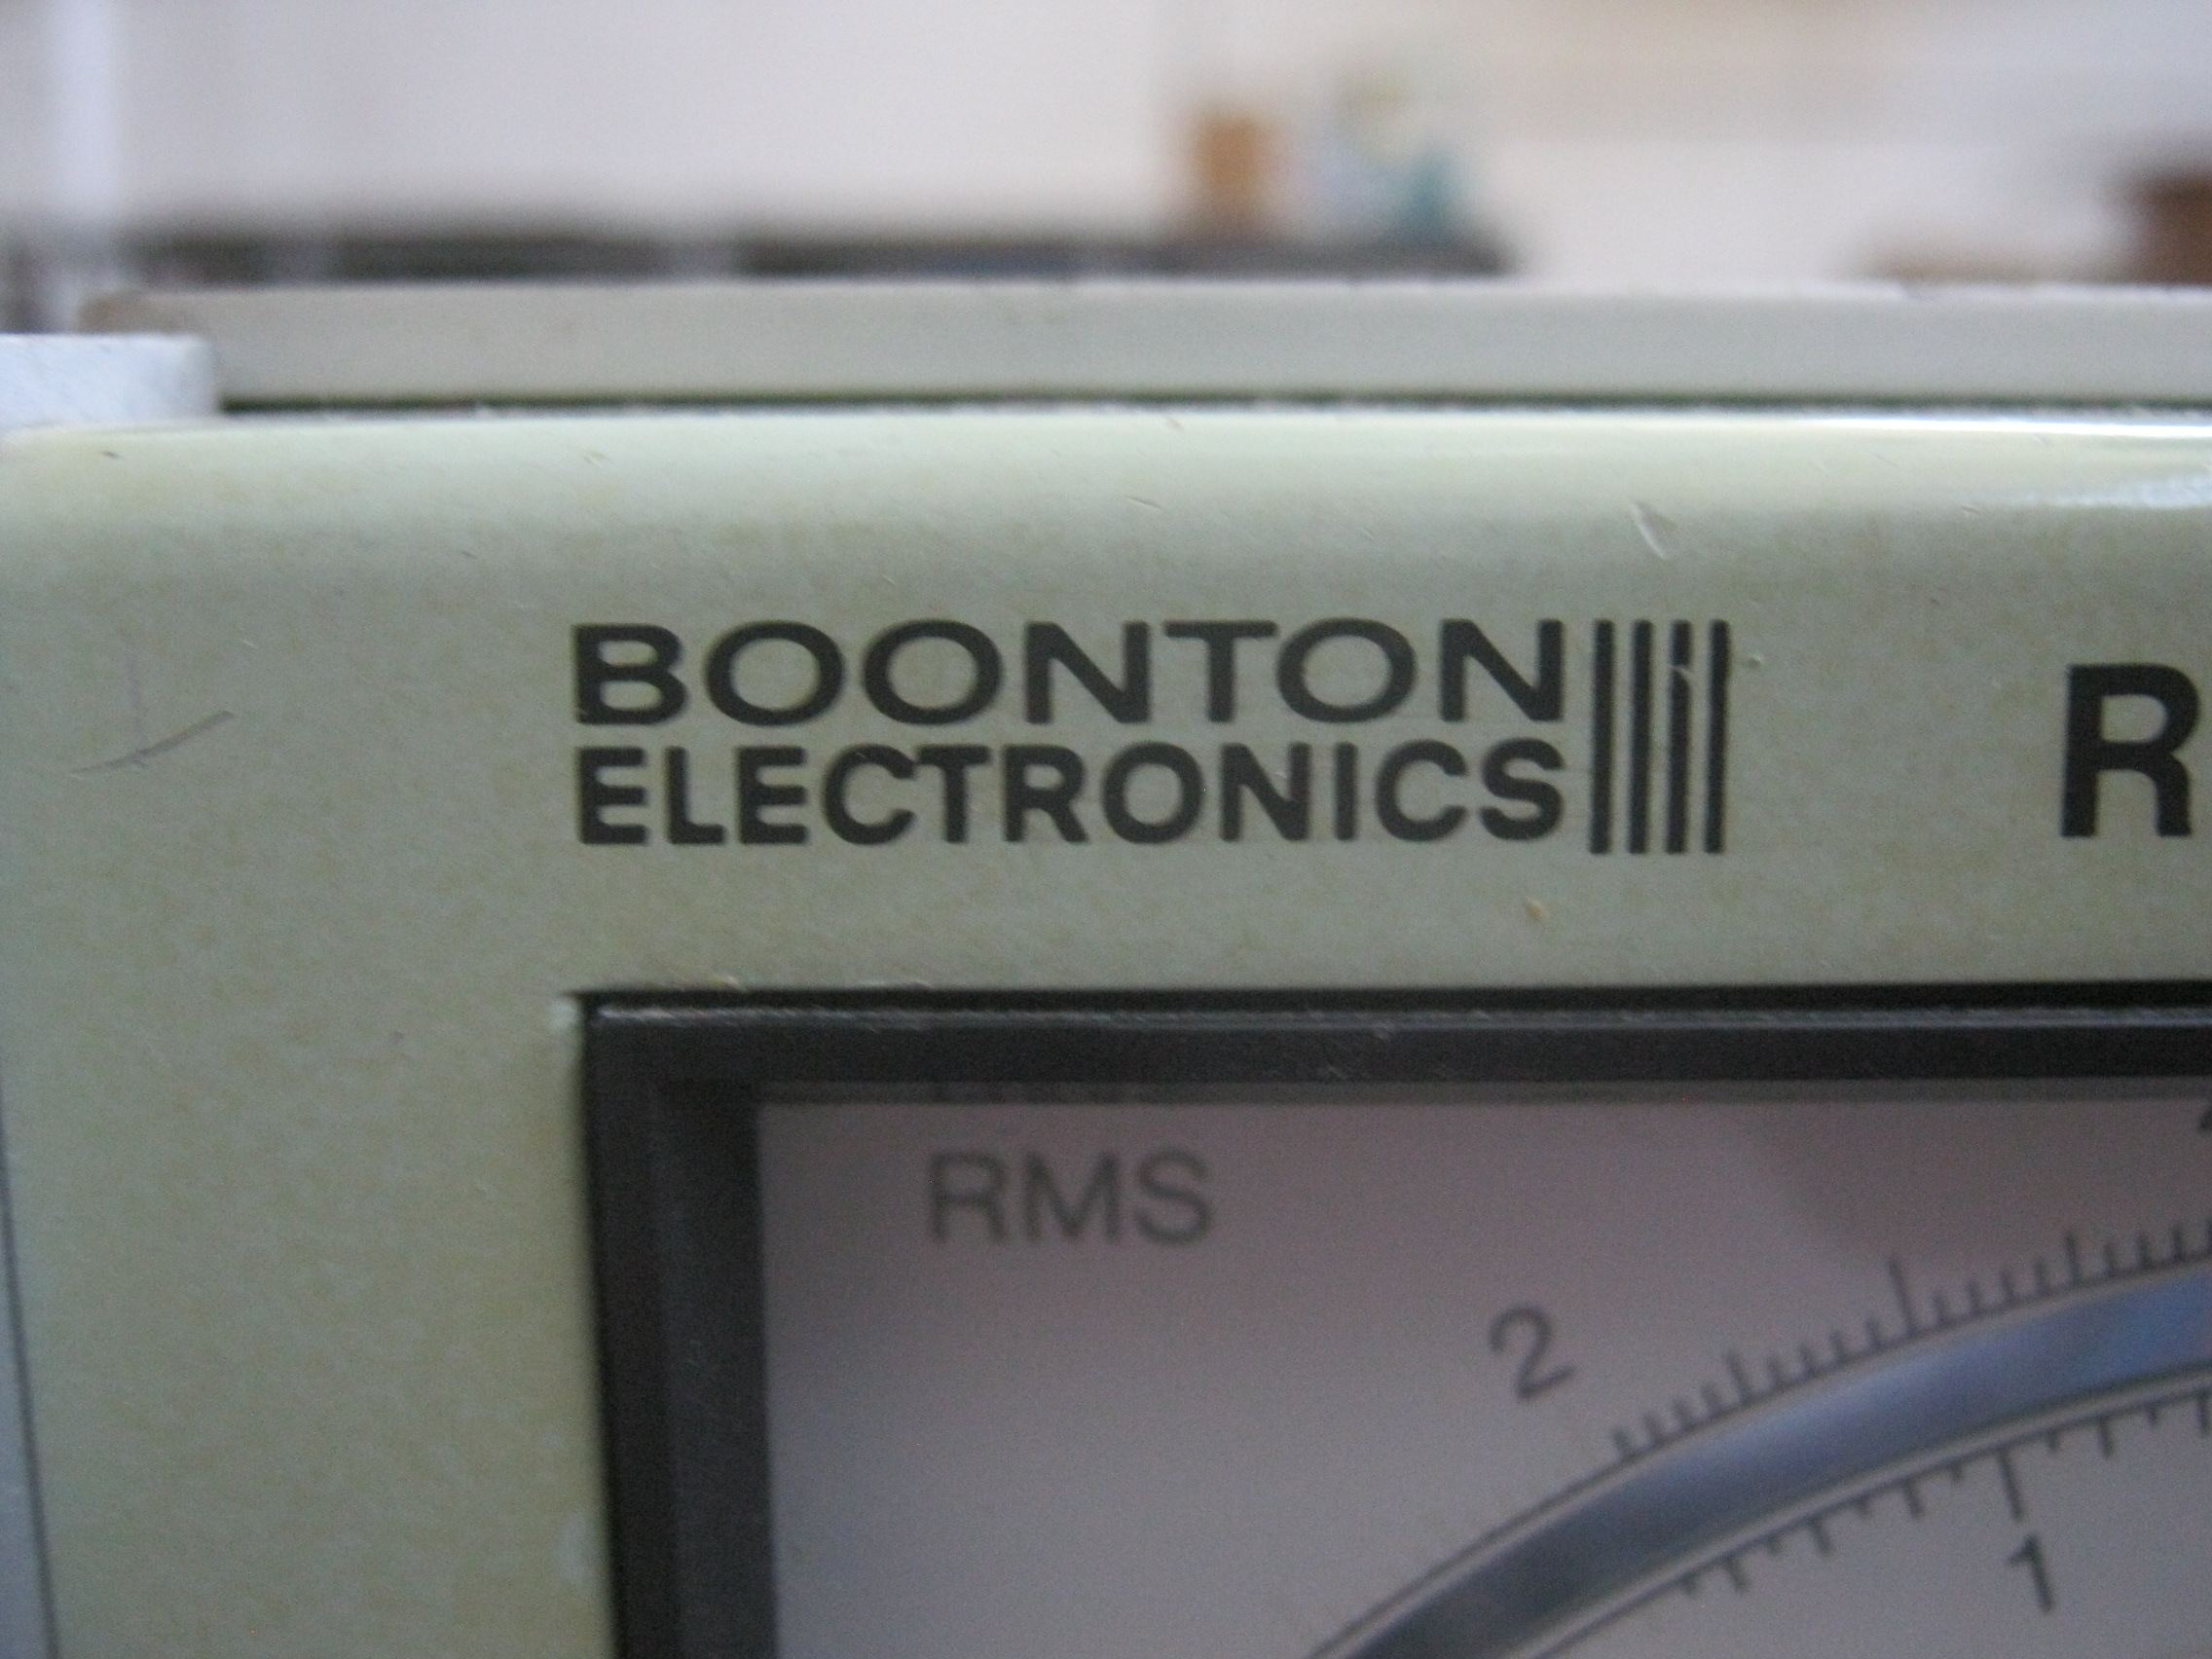 BOONTON
ELECTRONICS
R
RMS
2
1